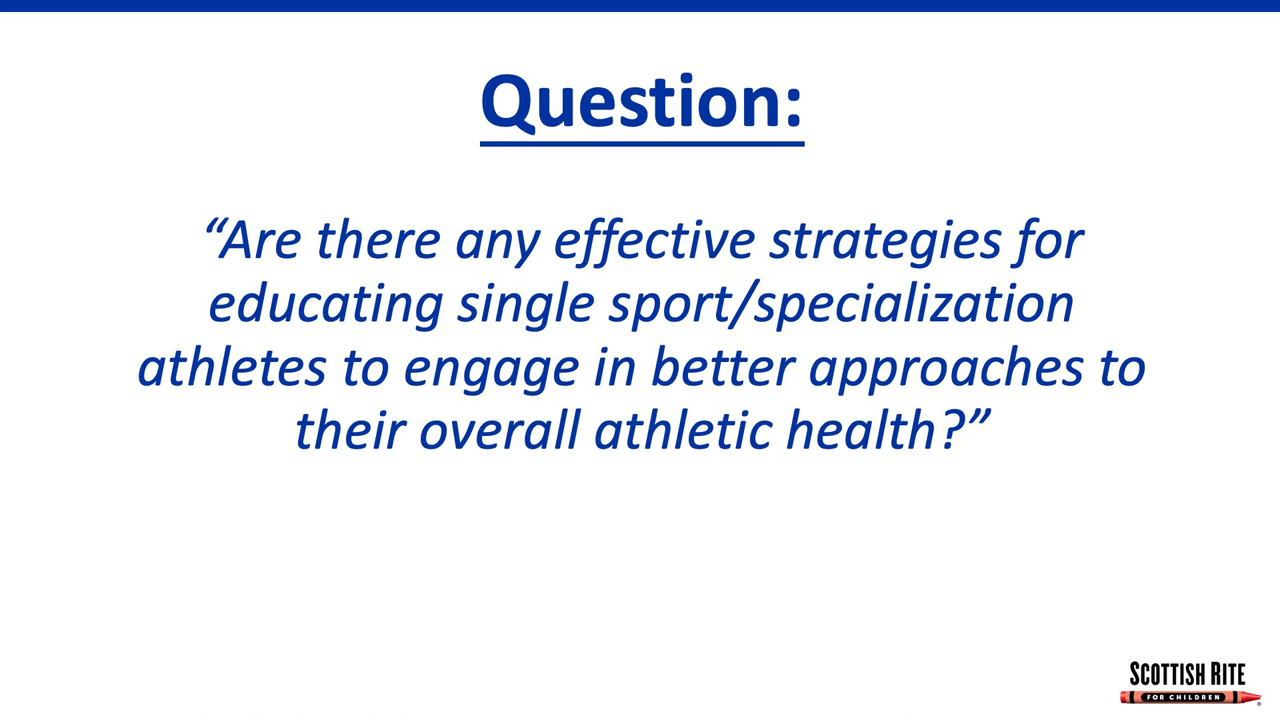 Question:
“Are there any effective strategies for
educating single sport/specialization
athletes to engage in better approaches to
their overall athletic health?”
SCOTTISH RITE
FOR CHILDREN
®